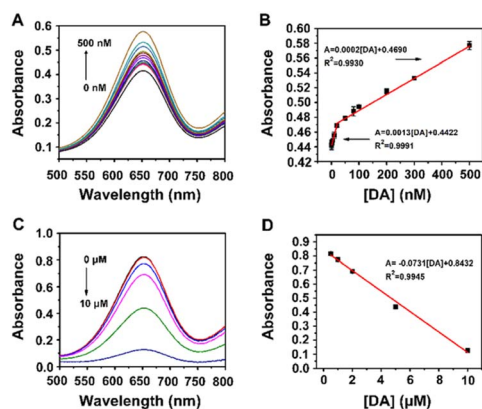 A
500 nM
0 nM
Absorbance
0.6
0.5
0.4
0.3
0.2
0.1
500 550 600 650 700 750 800
Wavelength (nm)
B
A=0.0002[DA]+0.4690
R²=0.9930
A=0.0013[DA]+0.4422
R²=0.9991
Absorbance
0.60
0.58
0.56
0.54
0.52
0.50
0.48
0.46
0.44
0.42
0 100 200 300 400 500
[DA] (nM)
C
0 µM
10 µM
Absorbance
1.0
0.8
0.6
0.4
0.2
0.0
500 550 600 650 700 750 800
Wavelength (nm)
D
A= -0.0731[DA]+0.8432
R²=0.9945
Absorbance
0.9
0.8
0.7
0.6
0.5
0.4
0.3
0.2
0.1
0.0
0 2 4 6 8 10
[DA] (µM)